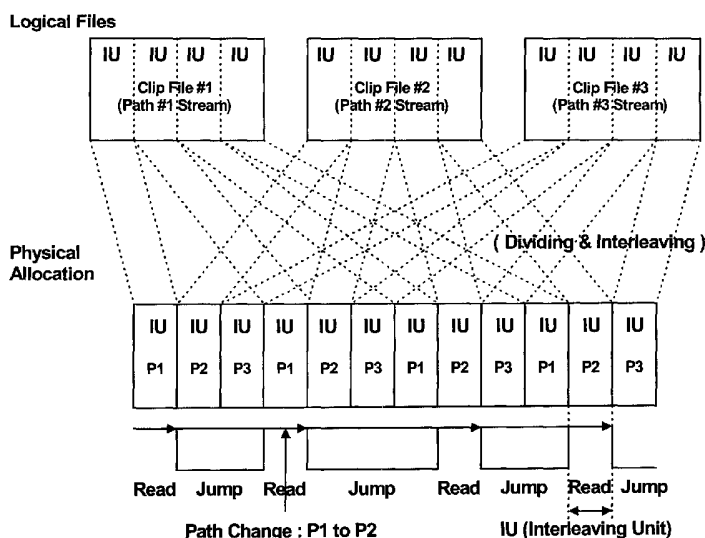 Logical Files
IU IU IU IU
Clip File #1
(Path #1 Stream)
IU IU IU IU
Clip File #2
(Path #2 Stream)
IU IU IU IU
Clip File #3
(Path #3 Stream)
( Dividing & Interleaving )
Physical
Allocation
IU IU IU IU IU IU IU IU IU IU IU IU
P1 P2 P3 P1 P2 P3 P1 P2 P3 P1 P2 P3
Read Jump Read Jump Read Jump Read Jump
Path Change : P1 to P2
IU (Interleaving Unit)